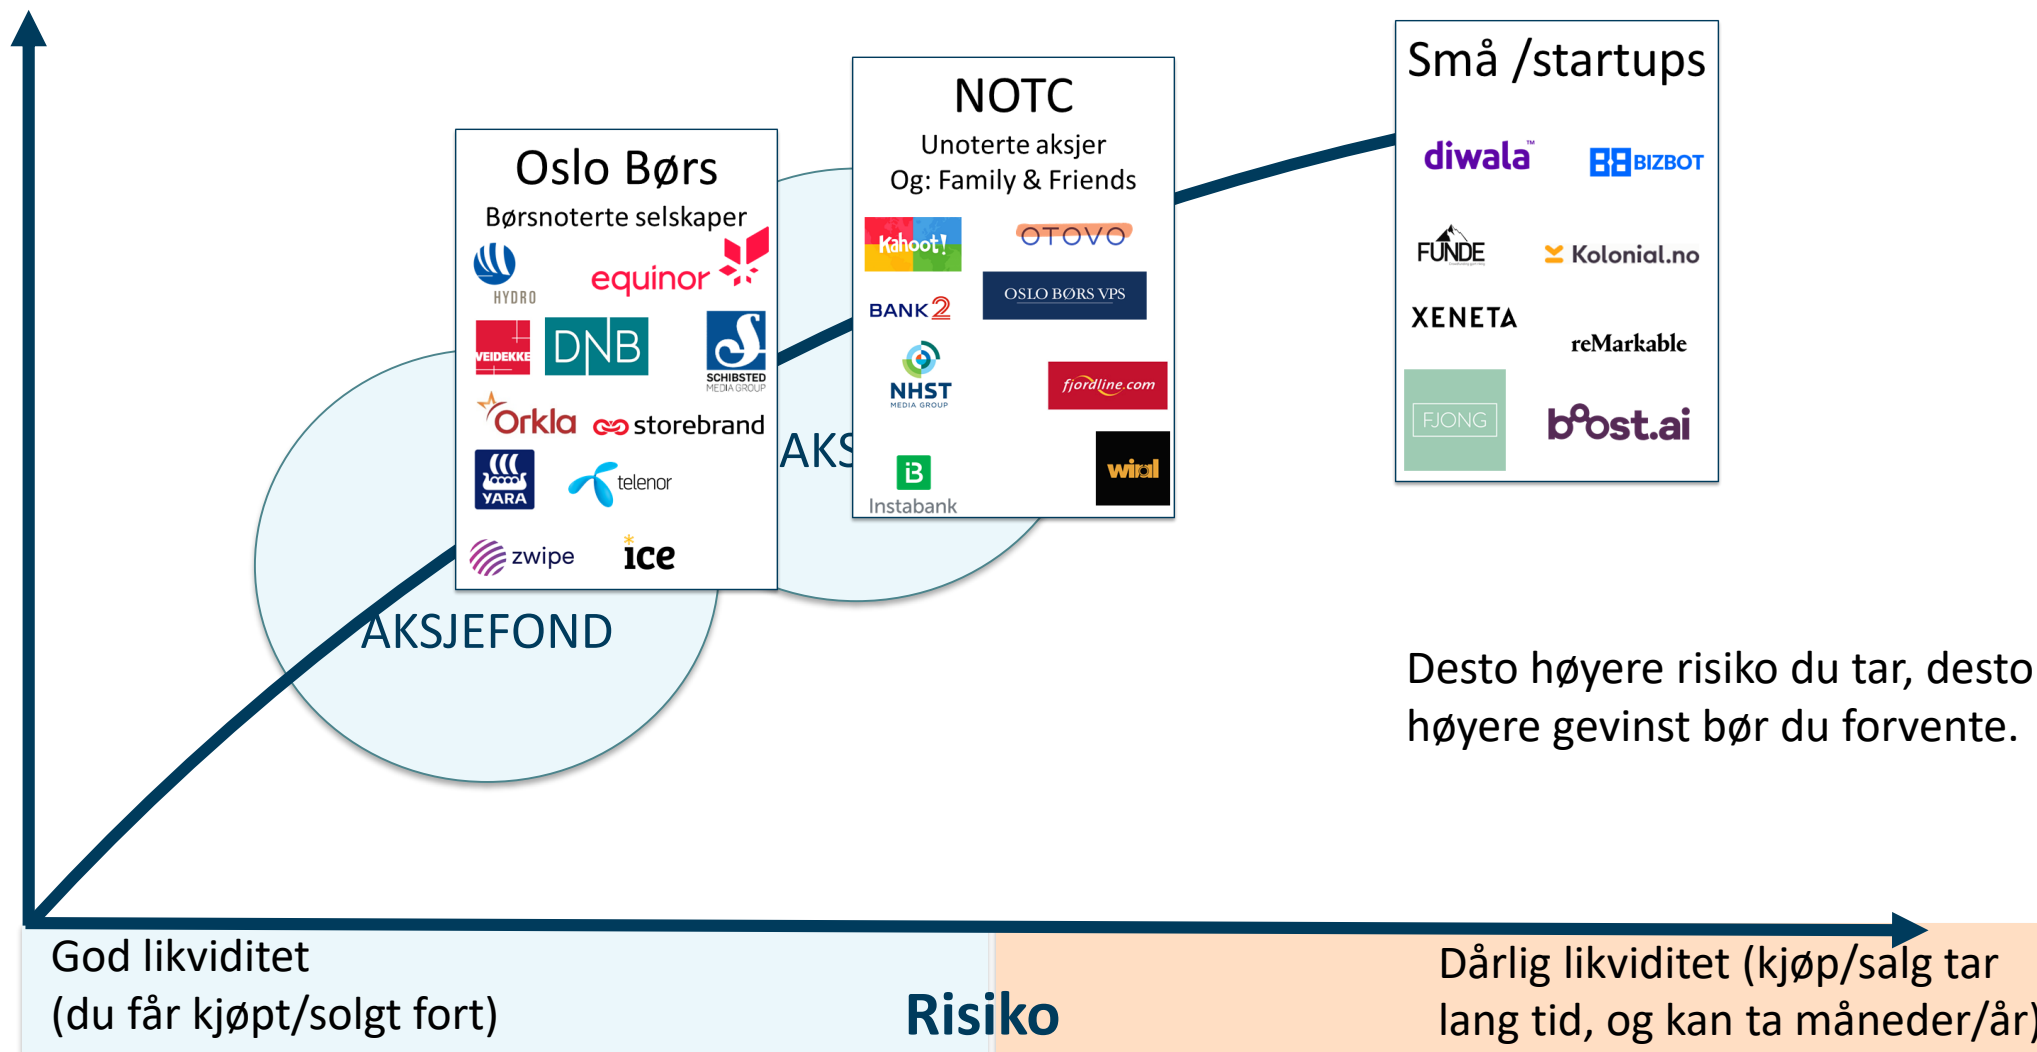 Oslo Børs
Børsnoterte selskaper
HYDRO
equinor
VEIDEKKE
DNB
SCHIBSTED
MEDIA GROUP
Orkla
storebrand
YARA
telenor
zwipe
ice
AKSJEFOND
NOTC
Unoterte aksjer
Og: Family & Friends
Kahoot!
OTOVO
BANK2
OSLO BØRS VPS
NHST
MEDIA GROUP
fjordline.com
Instabank
wiral
AKS
Små /startups
diwala™
BIZBOT
FUNDE
Kolonial.no
XENETA
reMarkable
FJONG
boost.ai
Desto høyere risiko du tar, desto
høyere gevinst bør du forvente.
God likviditet
(du får kjøpt/solgt fort)
Risiko
Dårlig likviditet (kjøp/salg tar
lang tid, og kan ta måneder/år)